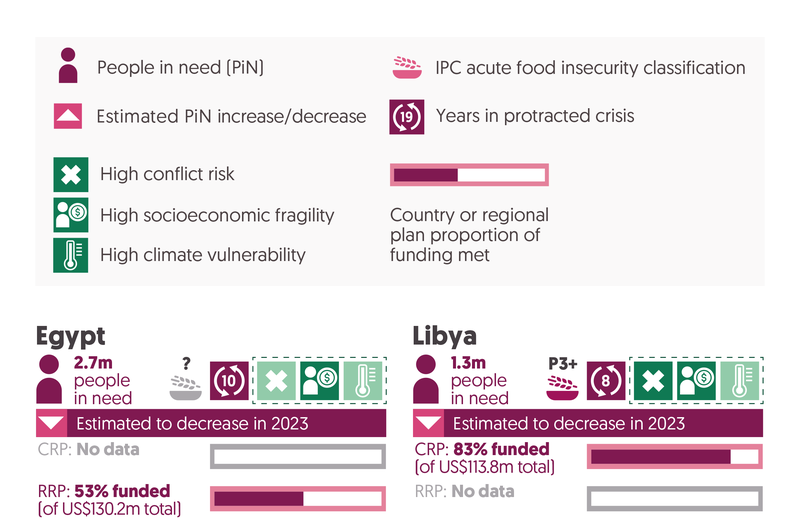 People in need (PiN)
IPC acute food insecurity classification
Estimated PiN increase/decrease
19
Years in protracted crisis
High conflict risk
High socioeconomic fragility
High climate vulnerability
Country or regional
plan proportion of
funding met
Egypt
2.7m
people
in need
?
10
Estimated to decrease in 2023
CRP: No data
RRP: 53% funded
(of US$130.2m total)
Libya
1.3m
people
in need
P3+
8
Estimated to decrease in 2023
CRP: 83% funded
(of US$113.8m total)
RRP: No data